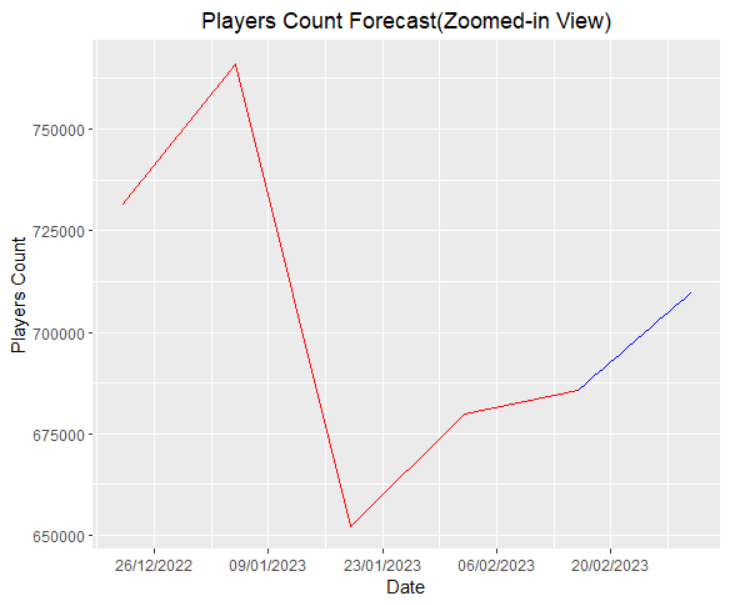 Players Count Forecast(Zoomed-in View)
Players Count
750000
725000
700000
675000
650000
26/12/2022 09/01/2023 23/01/2023 06/02/2023 20/02/2023
Date